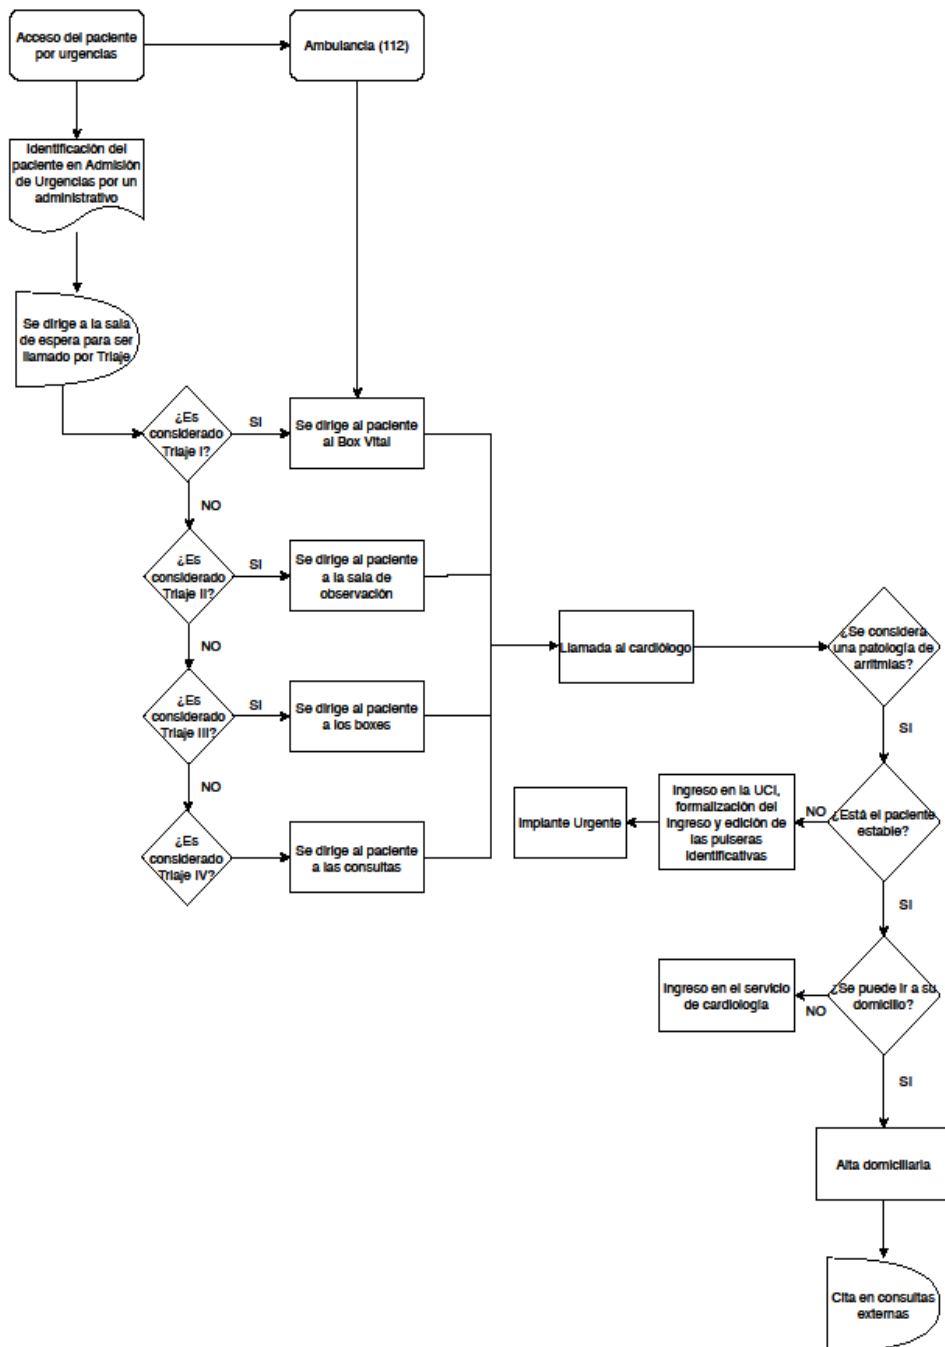 Acceso del paciente
por urgencias
Ambulancia (112)
Identificación del
paciente en Admisión
de Urgencias por un
administrativo
Se dirige a la sala
de espera para ser
llamado por Triaje
¿Es
considerado
Triaje I?
SI
Se dirige al paciente
al Box Vital
NO
¿Es
considerado
Triaje II?
SI
Se dirige al paciente
a la sala de
observación
NO
¿Es
considerado
Triaje III?
SI
Se dirige al paciente
a los boxes
NO
¿Es
considerado
Triaje IV?
Se dirige al paciente
a las consultas
Llamada al cardiólogo
¿Se considera
una patología de
arritmias?
SI
¿Está el paciente
estable?
NO
Ingreso en la UCI,
formalización del
ingreso y edición de
las pulseras
identificativas
Implante Urgente
SI
¿Se puede ir a su
domicilio?
NO
Ingreso en el servicio
de cardiología
SI
Alta domiciliaria
Cita en consultas
externas